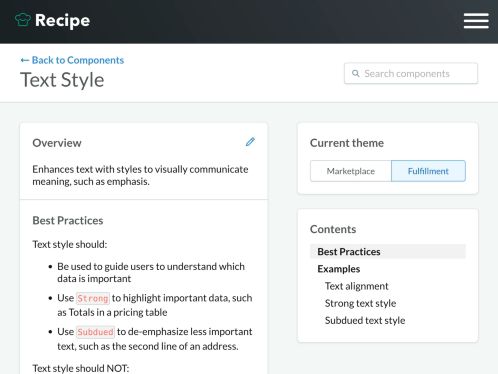 Recipe
← Back to Components
Text Style
Search components
Overview
Enhances text with styles to visually communicate
meaning, such as emphasis.
Best Practices
Text style should:
• Be used to guide users to understand which
data is important
• Use Strong to highlight important data, such
as Totals in a pricing table
• Use Subdued to de-emphasize less important
text, such as the second line of an address.
Text style should NOT:
Current theme
Marketplace
Fulfillment
Contents
Best Practices
Examples
Text alignment
Strong text style
Subdued text style